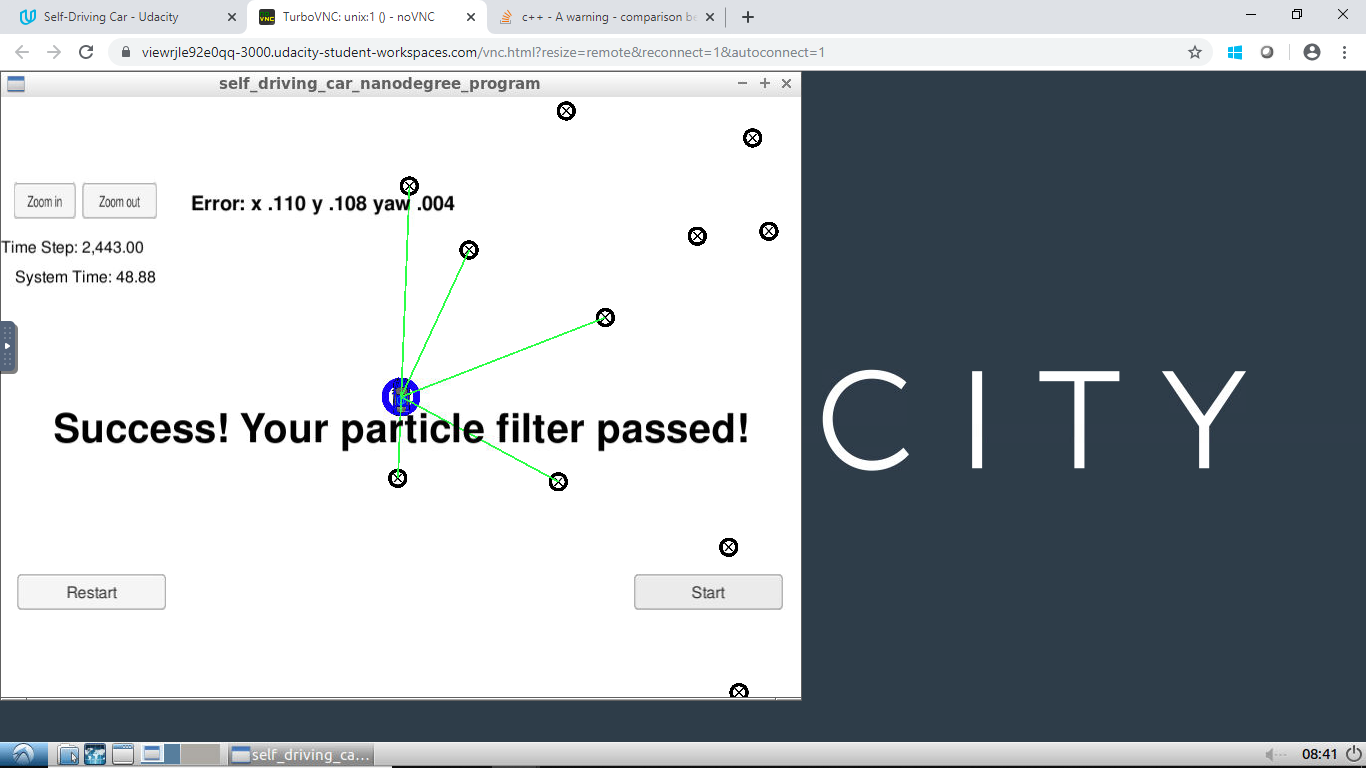 Self-Driving Car - Udacity
TurboVNC: unix:1 () - noVNC
c++ - A warning - comparison be
viewrjle92e0qq-3000.udacity-student-workspaces.com/vnc.html?resize=remote&reconnect=1&autoconnect=1
self_driving_car_nanodegree_program
Zoom in
Zoom out
Error: x .110 y .108 yaw .004
Time Step: 2,443.00
System Time: 48.88
Success! Your particle filter passed!
CITY
Restart
Start
self_driving_ca...
08:41